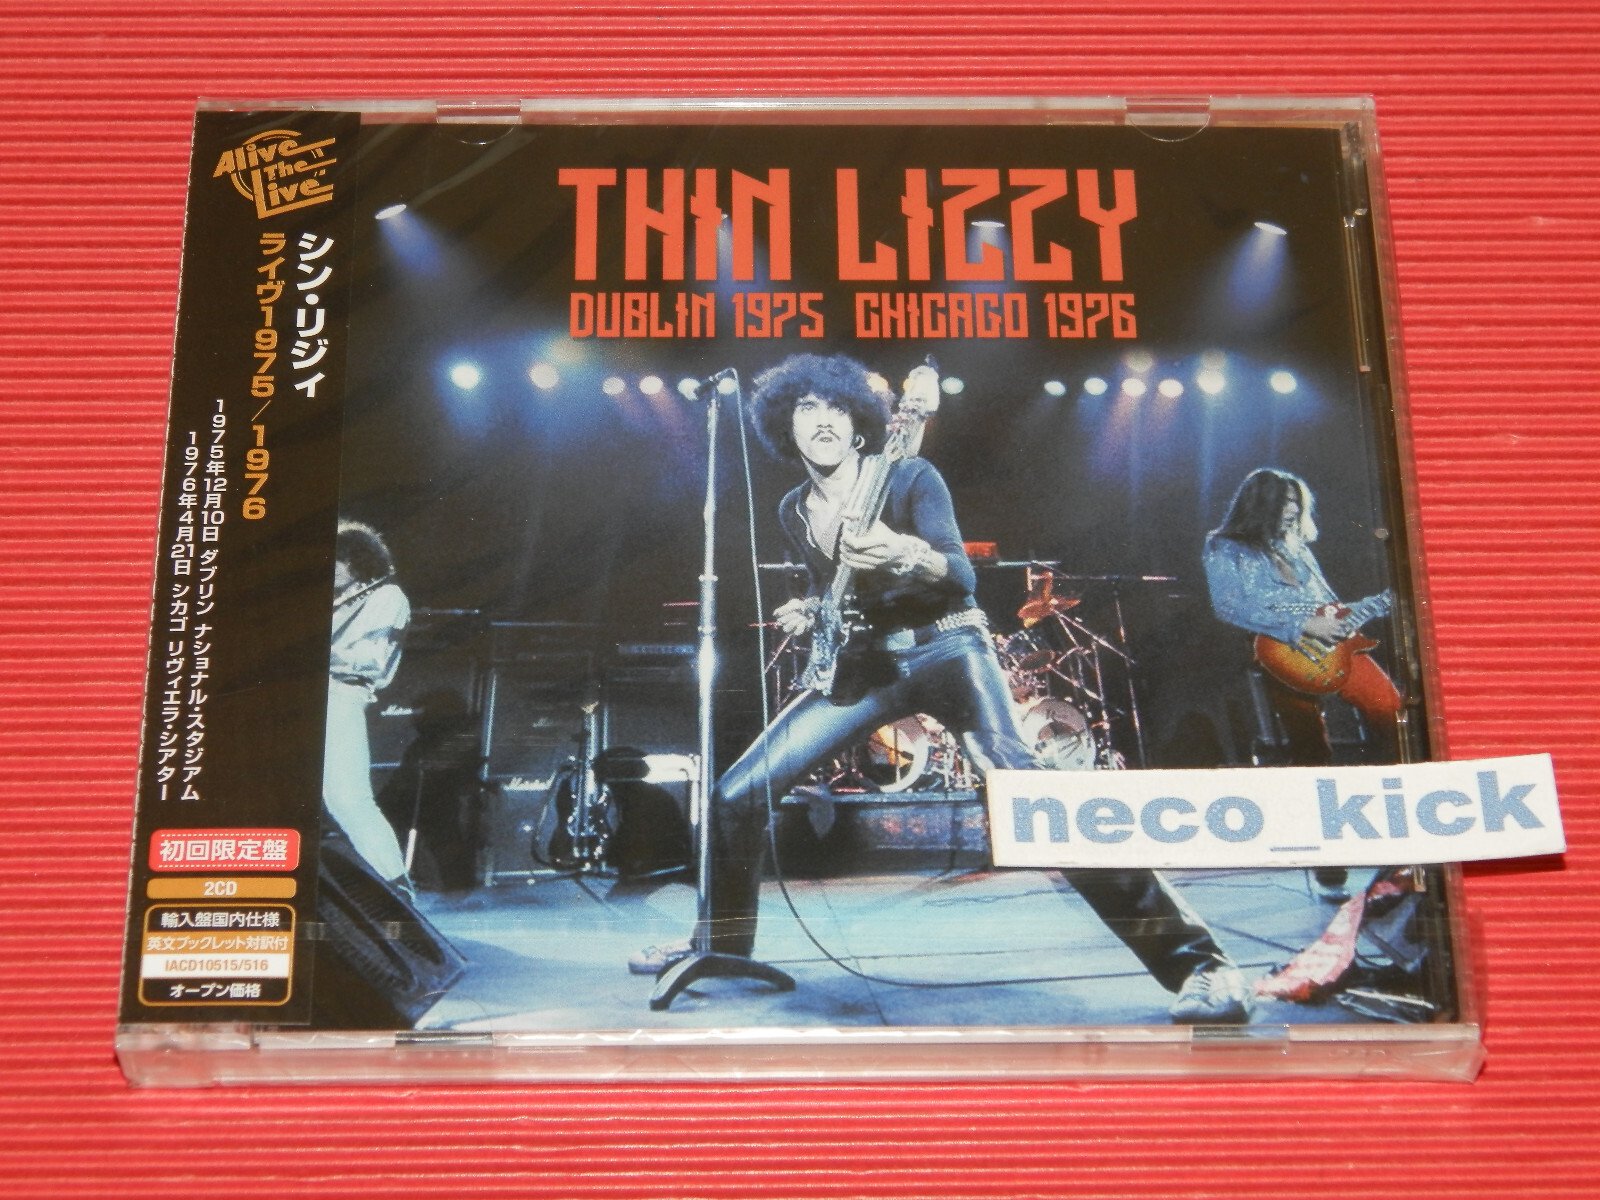 Alive
The
Live
シン・リジィ
ライヴ1975／1976
1975年12月10日 ダブリン ナショナル・スタジアム
1976年4月21日 シカゴ リヴィエラ・シアター
初回限定盤
2CD
輸入盤国内仕様
英文ブックレット対訳付
IACD10515/516
オープン価格
THIN LIZZY
DUBLIN 1975 CHICAGO 1976
Marshall
neco_kick